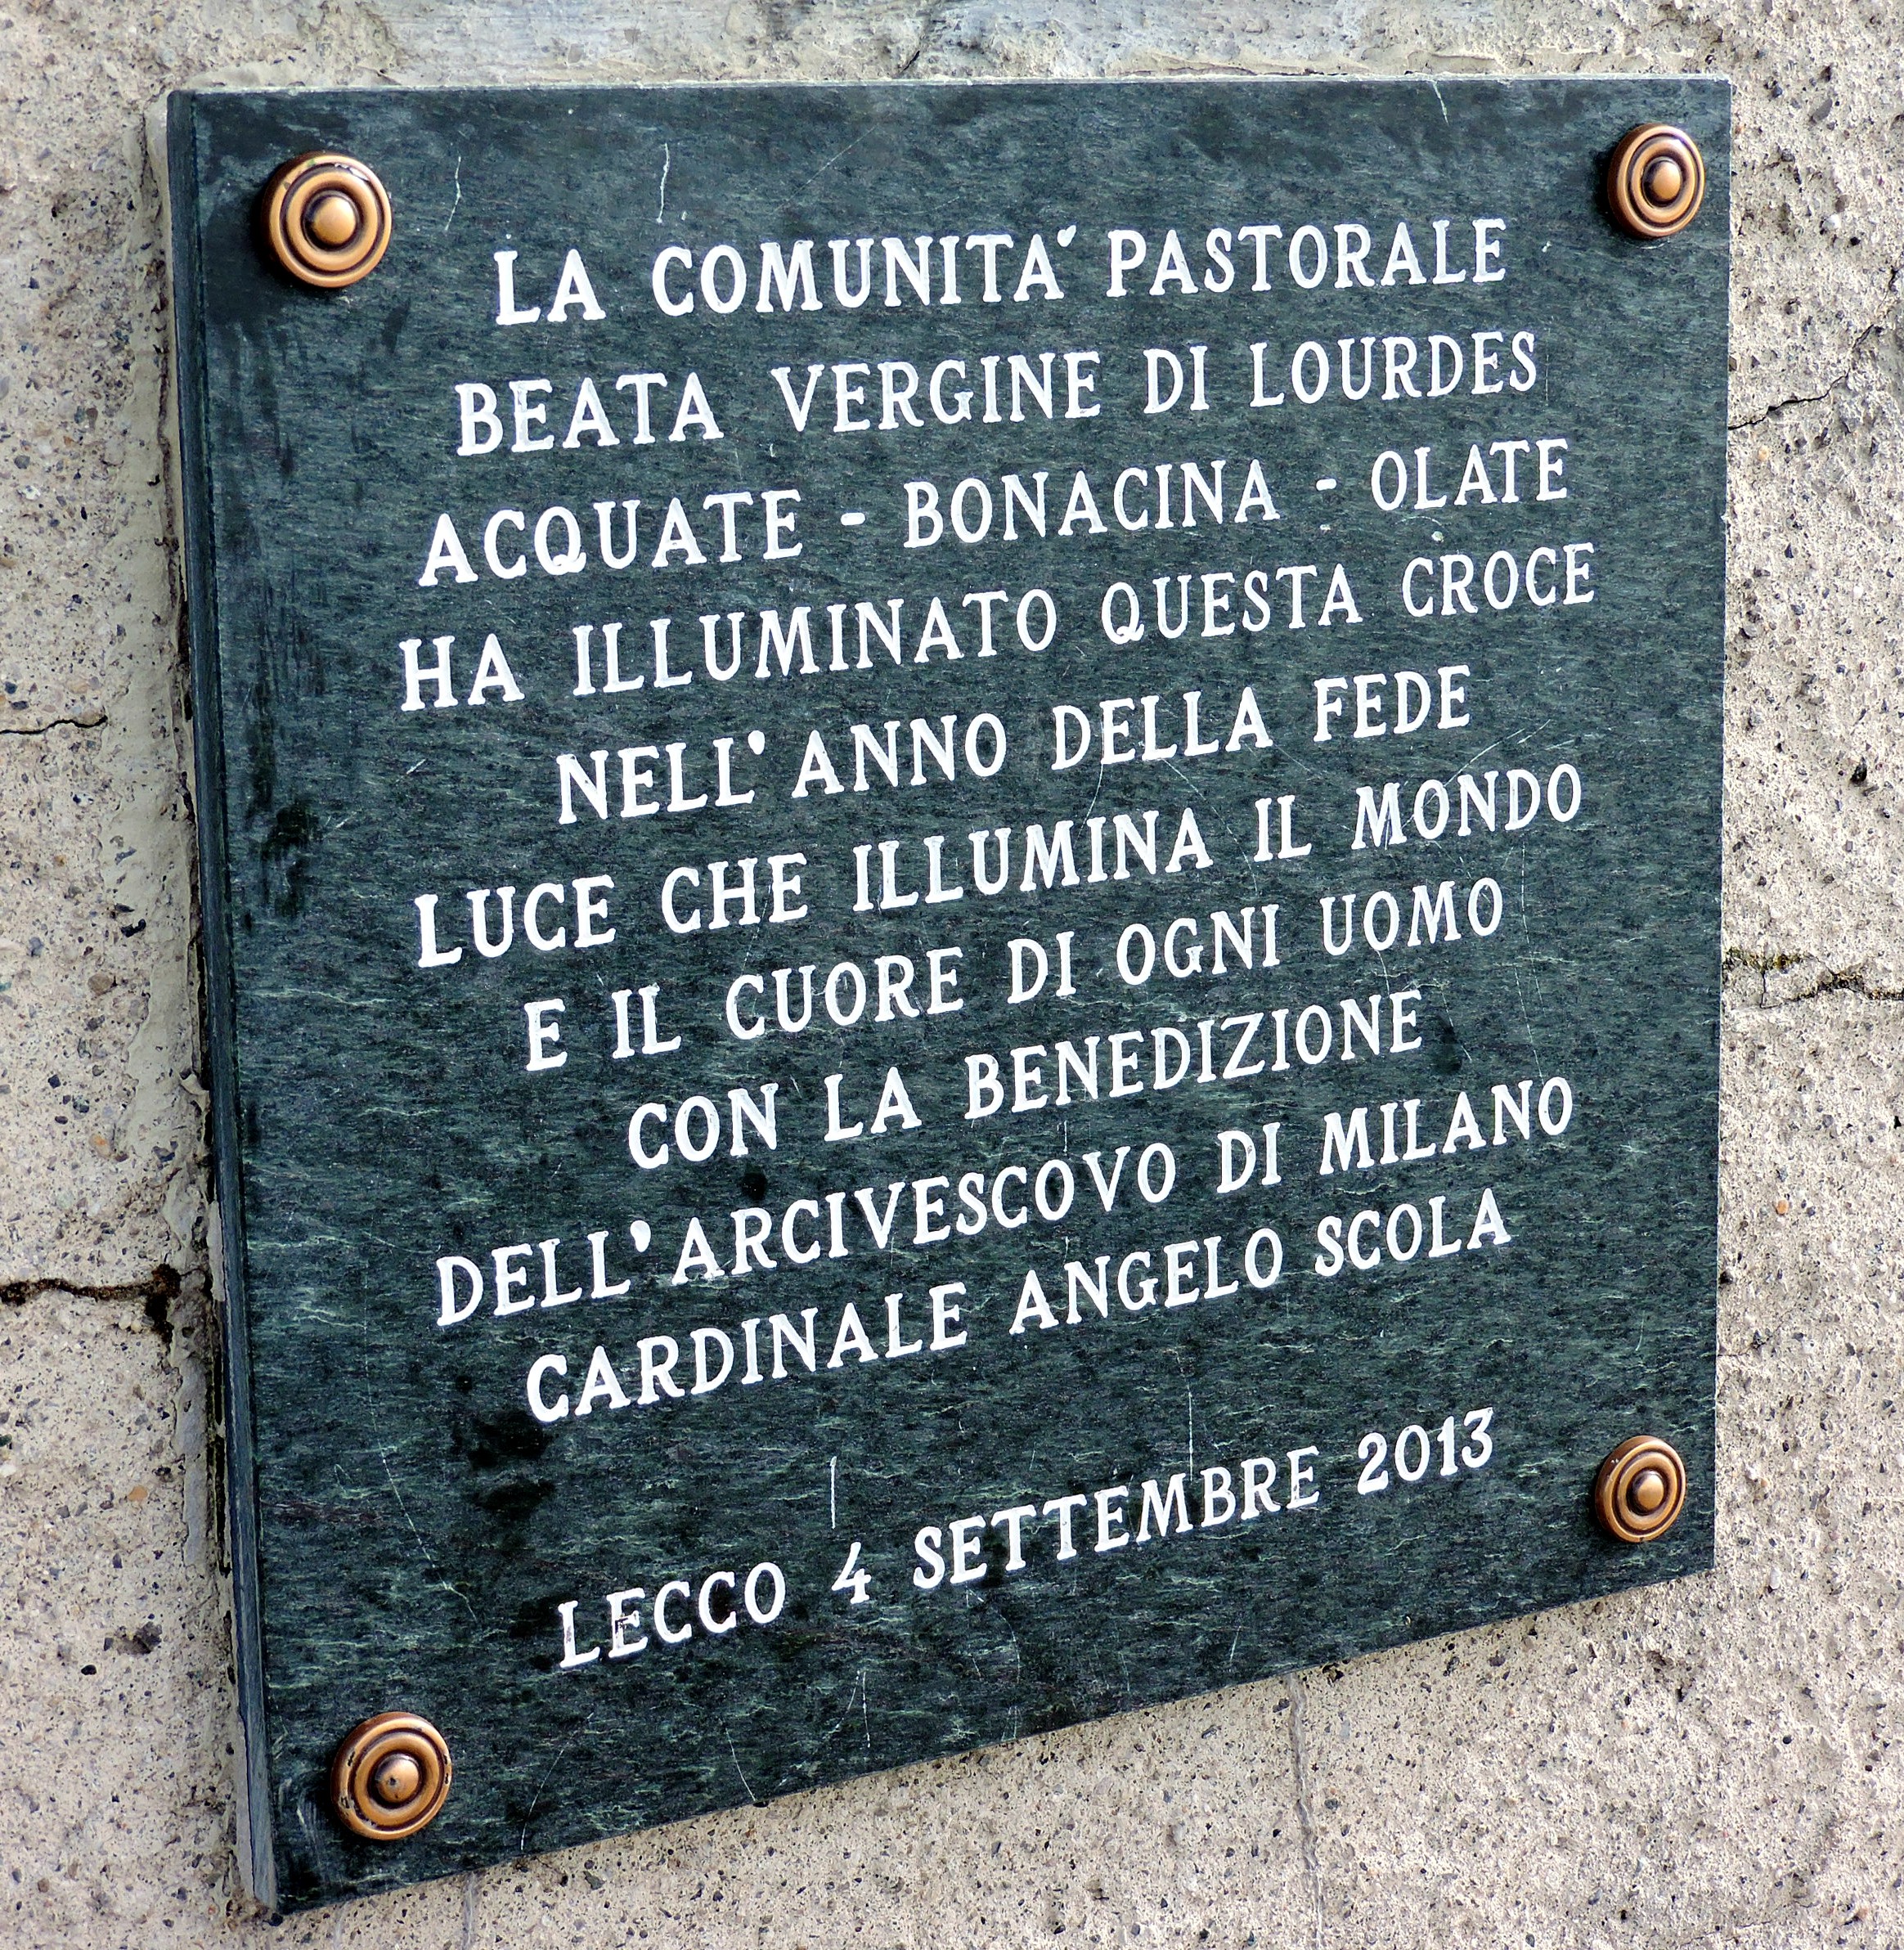 LA COMUNITA' PASTORALE
BEATA VERGINE DI LOURDES
ACQUATE - BONACINA - OLATE
HA ILLUMINATO QUESTA CROCE
NELL'ANNO DELLA FEDE
LUCE CHE ILLUMINA IL MONDO
E IL CUORE DI OGNI UOMO
CON LA BENEDIZIONE
DELL'ARCIVESCOVO DI MILANO
CARDINALE ANGELO SCOLA
LECCO 4 SETTEMBRE 2013